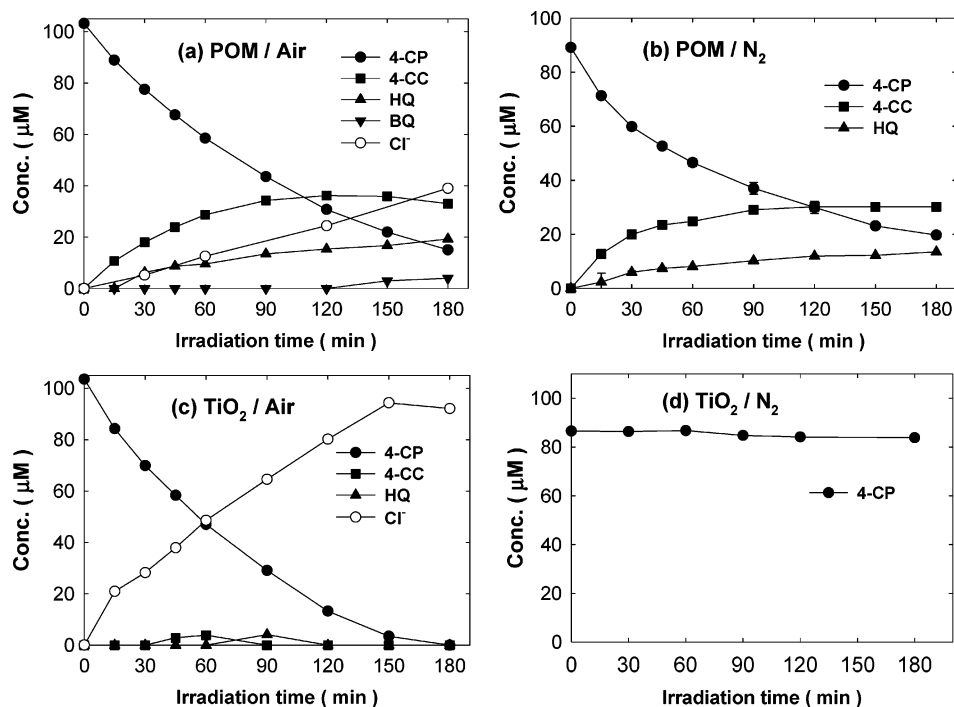 (a) POM / Air
4-CP
4-CC
HQ
BQ
Cl⁻
Conc. ( μM )
100
80
60
40
20
0
0 30 60 90 120 150 180
Irradiation time ( min )
(b) POM / N₂
4-CP
4-CC
HQ
Conc. ( μM )
100
80
60
40
20
0
0 30 60 90 120 150 180
Irradiation time ( min )
(c) TiO₂ / Air
4-CP
4-CC
HQ
Cl⁻
Conc. ( μM )
100
80
60
40
20
0
0 30 60 90 120 150 180
Irradiation time ( min )
(d) TiO₂ / N₂
4-CP
Conc. ( μM )
100
80
60
40
20
0
0 30 60 90 120 150 180
Irradiation time ( min )